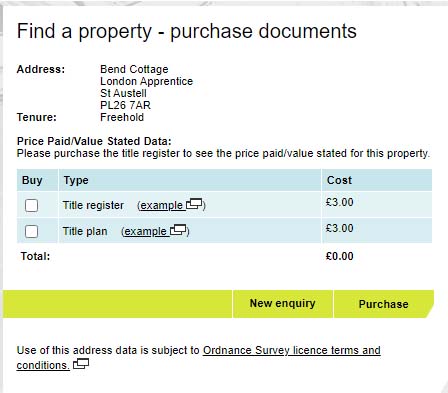 Find a property - purchase documents
Address: Bend Cottage
London Apprentice
St Austell
PL26 7AR
Tenure: Freehold
Price Paid/Value Stated Data:
Please purchase the title register to see the price paid/value stated for this property.
Buy Type Cost
Title register (example) £3.00
Title plan (example) £3.00
Total: £0.00
New enquiry Purchase
Use of this address data is subject to Ordnance Survey licence terms and
conditions.